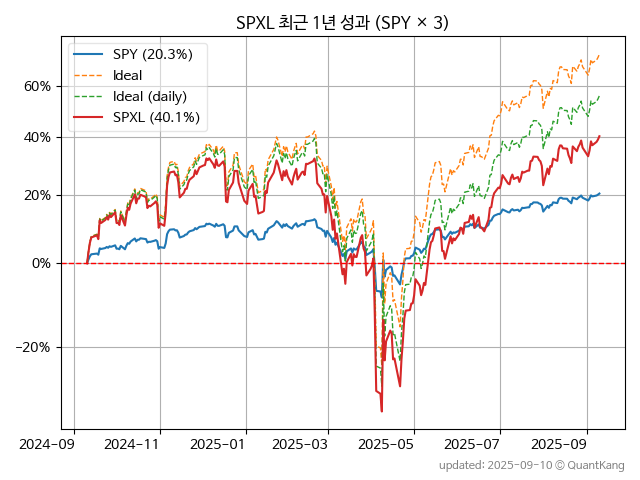 SPXL 최근 1년 성과 (SPY × 3)
SPY (20.3%)
Ideal
Ideal (daily)
SPXL (40.1%)
60%
40%
20%
0%
−20%
2024-09
2024-11
2025-01
2025-03
2025-05
2025-07
2025-09
updated: 2025-09-10 © QuantKang